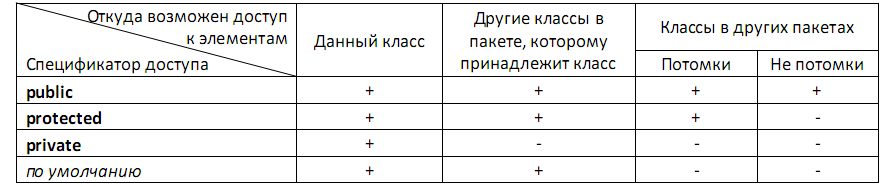 Откуда возможен доступ
к элементам
Спецификатор доступа
Данный класс
Другие классы в
пакете, которому
принадлежит класс
Классы в других пакетах
Потомки
Не потомки
public + + + +
protected + + + -
private + - - -
по умолчанию + + - -